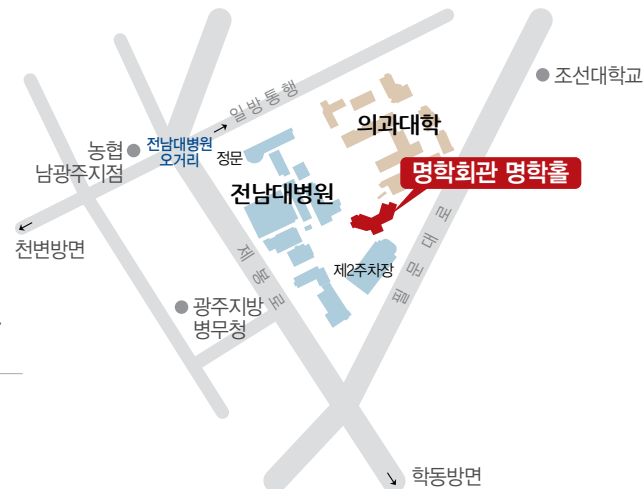 조선대학교
일방통행
의과대학
농협
남광주지점
전남대병원
오거리
정문
명학회관 명학홀
전남대병원
천변방면
제봉로
필문대로
제2주차장
광주지방
병무청
학동방면